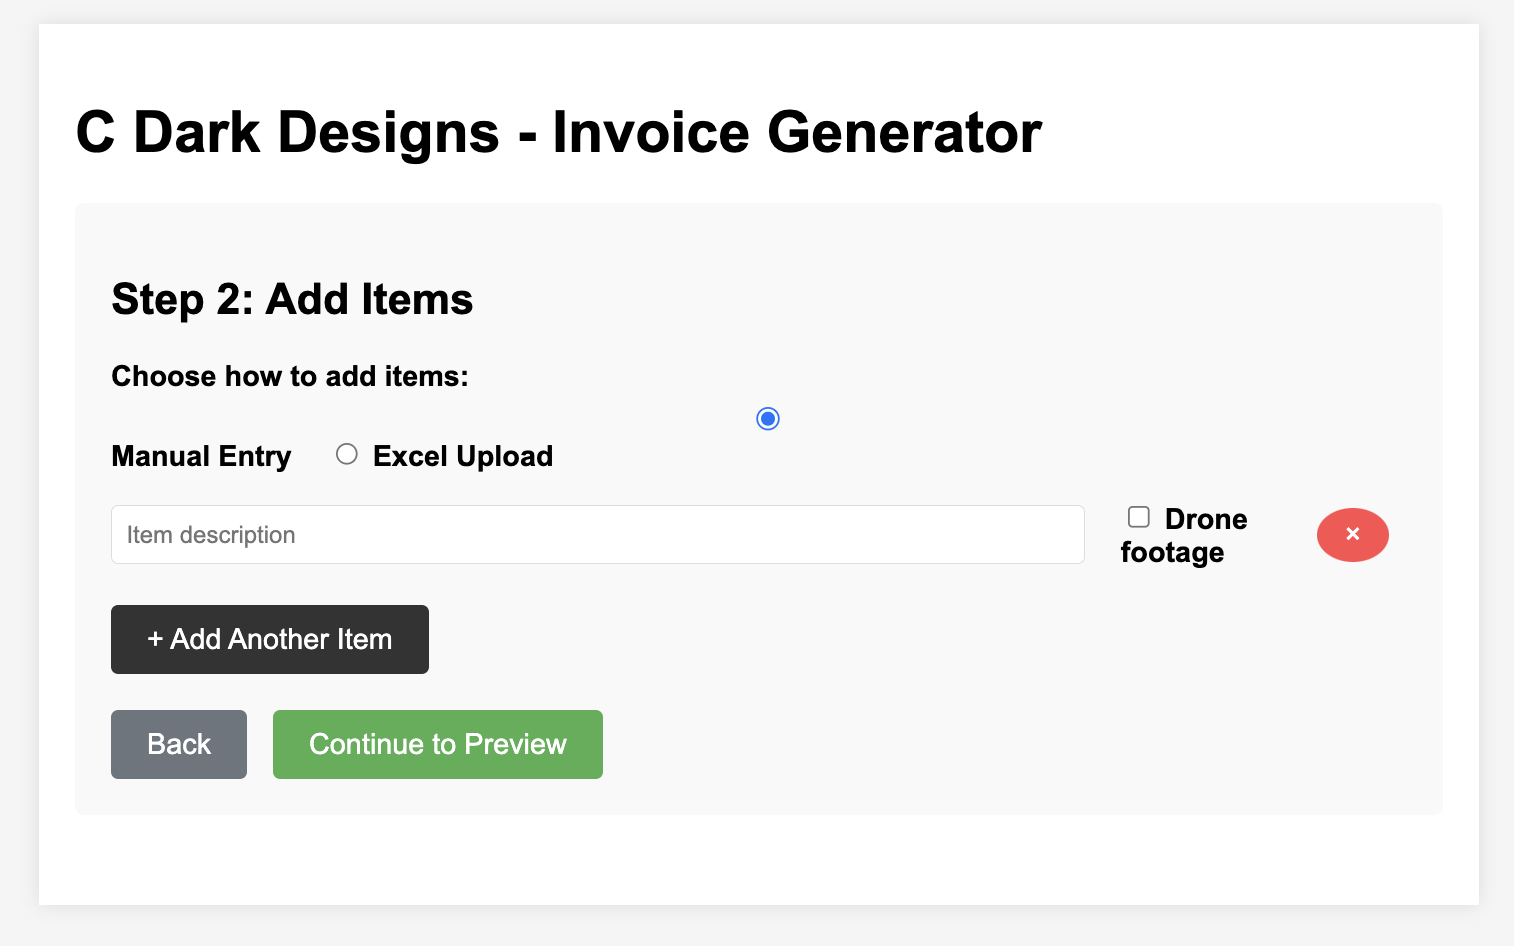 C Dark Designs - Invoice Generator
Step 2: Add Items
Choose how to add items:
Manual Entry Excel Upload
Item description
Drone
footage
×
+ Add Another Item
Back Continue to Preview